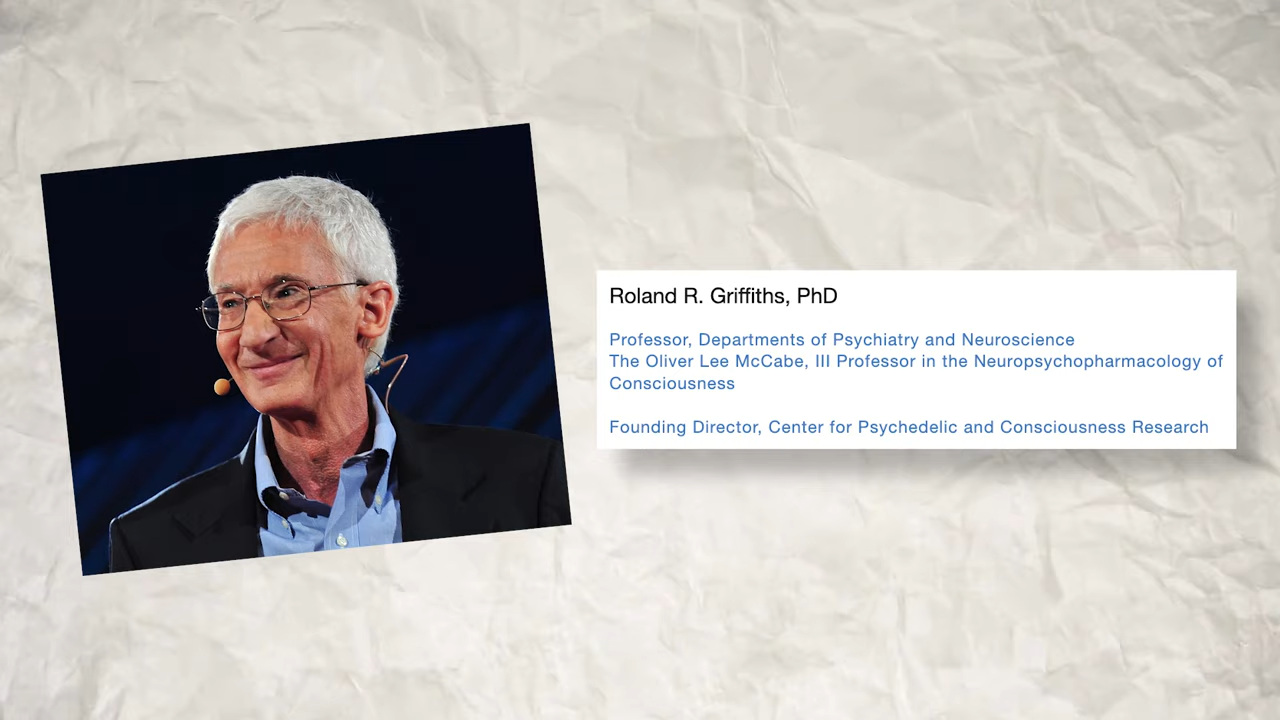 Roland R. Griffiths, PhD
Professor, Departments of Psychiatry and Neuroscience
The Oliver Lee McCabe, III Professor in the Neuropsychopharmacology of
Consciousness
Founding Director, Center for Psychedelic and Consciousness Research